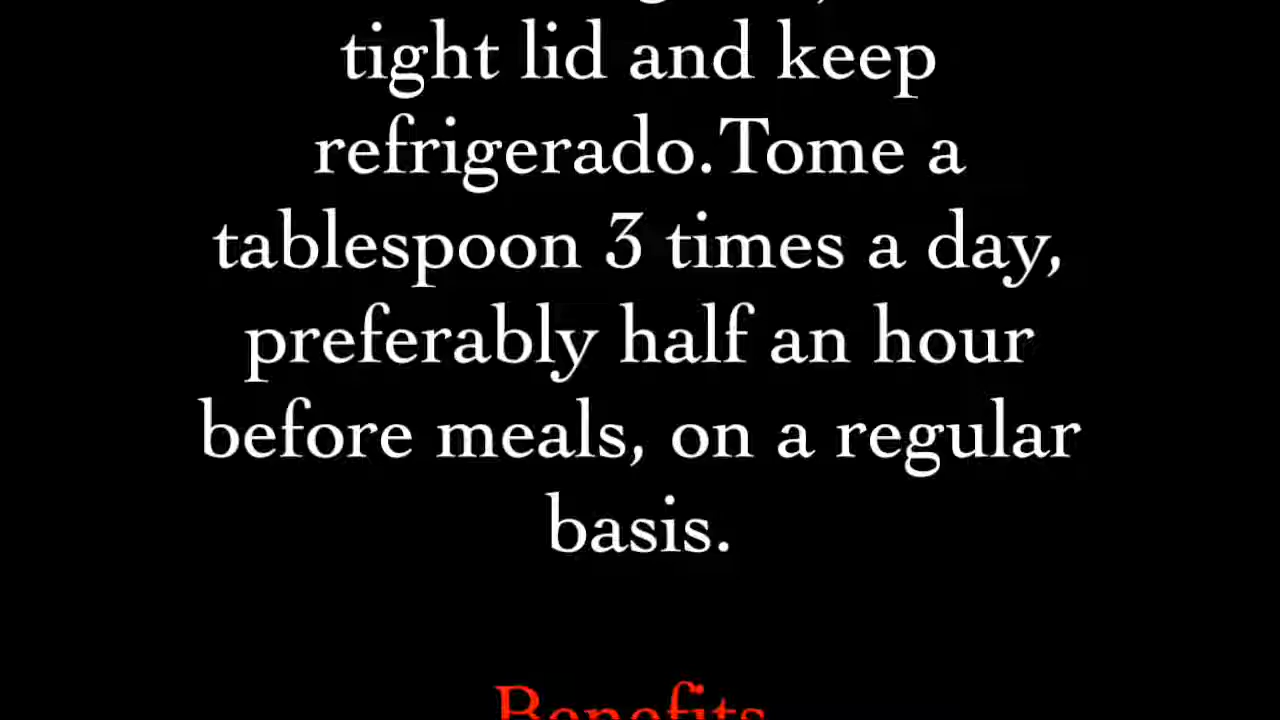 tight lid and keep
refrigerado.Tome a
tablespoon 3 times a day,
preferably half an hour
before meals, on a regular
basis.
Benefits